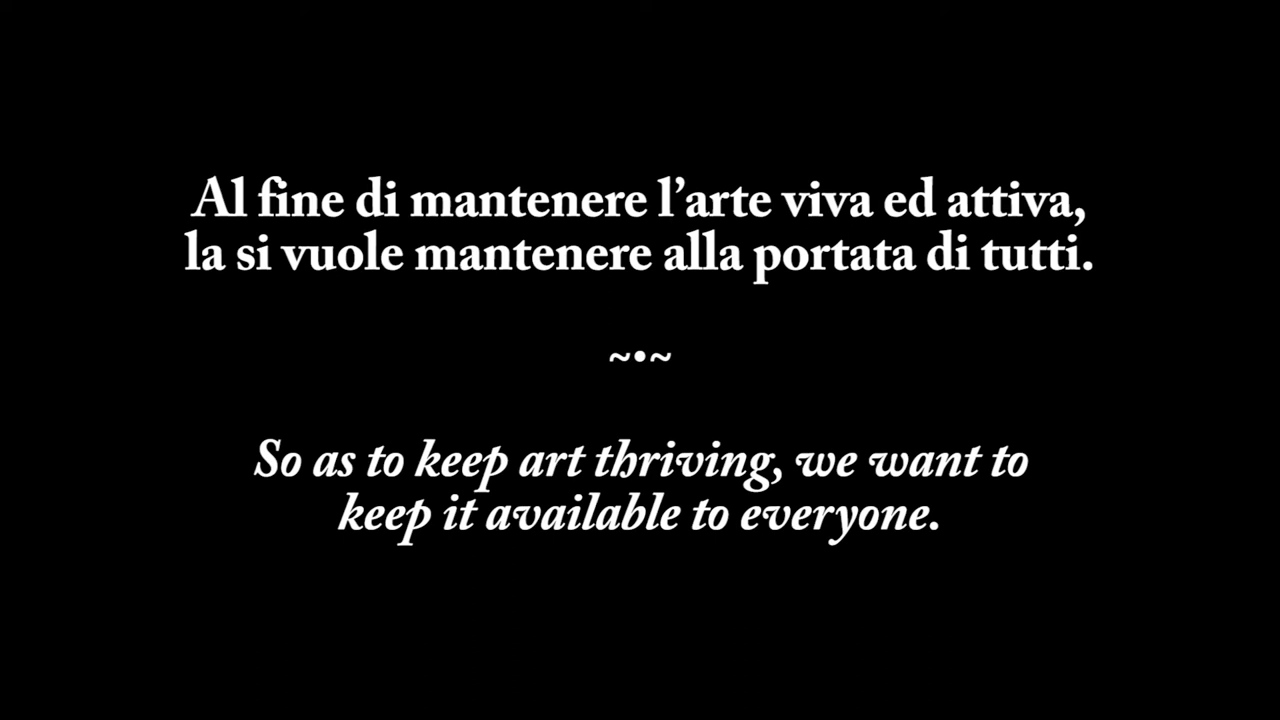 Al fine di mantenere l’arte viva ed attiva,
la si vuole mantenere alla portata di tutti.
~•~
So as to keep art thriving, we want to
keep it available to everyone.